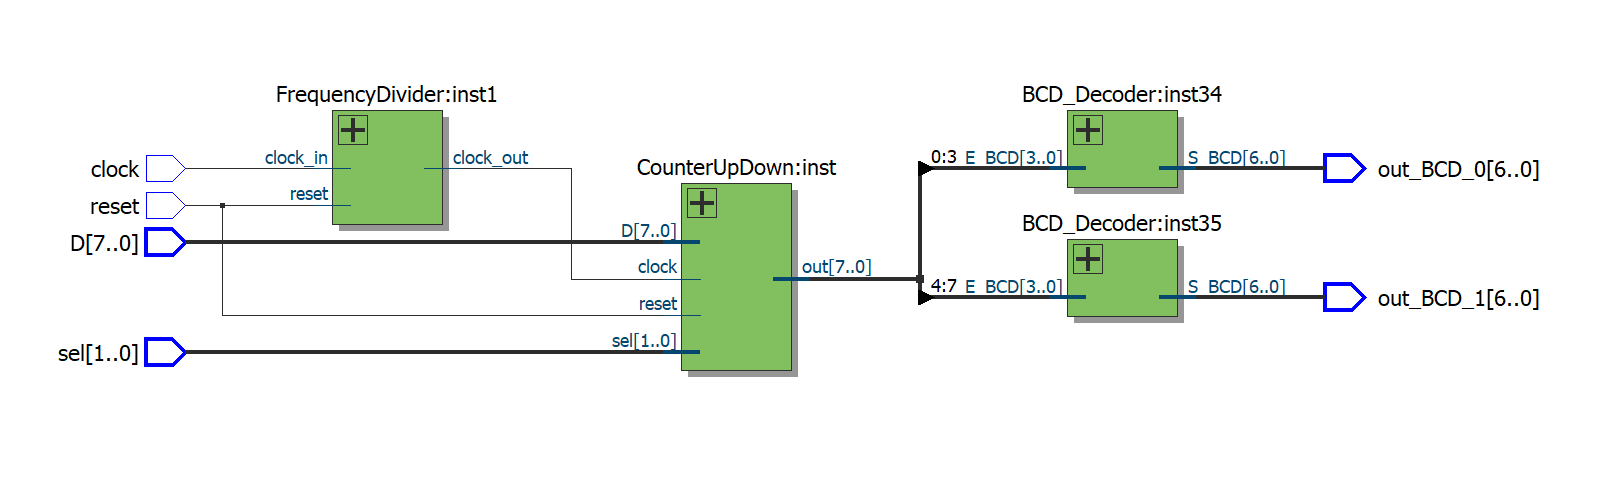 FrequencyDivider:inst1
clock
clock_in
clock_out
reset
reset
D[7..0]
sel[1..0]
CounterUpDown:inst
D[7..0]
clock
reset
sel[1..0]
out[7..0]
BCD_Decoder:inst34
0:3
E_BCD[3..0]
S_BCD[6..0]
out_BCD_0[6..0]
BCD_Decoder:inst35
4:7
E_BCD[3..0]
S_BCD[6..0]
out_BCD_1[6..0]